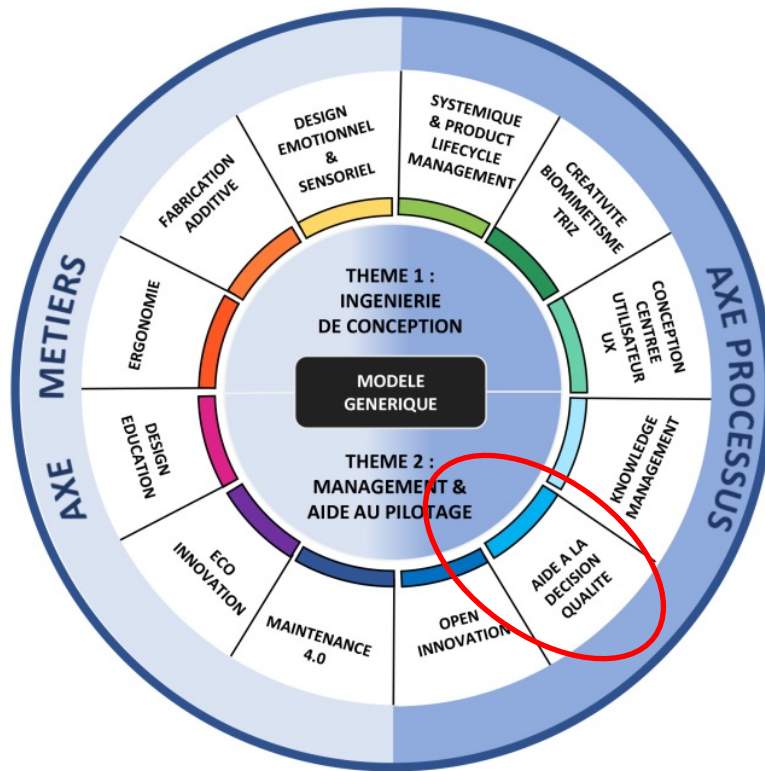 AXE METIERS
AXE PROCESSUS
DESIGN
EMOTIONNEL
&
SENSORIEL
SYSTEMIQUE
& PRODUCT
LIFECYCLE
MANAGEMENT
CREATIVITE
BIOMIMETISME
TRIZ
CONCEPTION
CENTREE
UTILISATEUR
UX
KNOWLEDGE
MANAGEMENT
AIDE A LA
DECISION
QUALITE
OPEN
INNOVATION
MAINTENANCE
4.0
ECO
INNOVATION
DESIGN
EDUCATION
ERGONOMIE
FABRICATION
ADDITIVE
THEME 1 :
INGENIERIE
DE CONCEPTION
MODELE
GENERIQUE
THEME 2 :
MANAGEMENT &
AIDE AU PILOTAGE